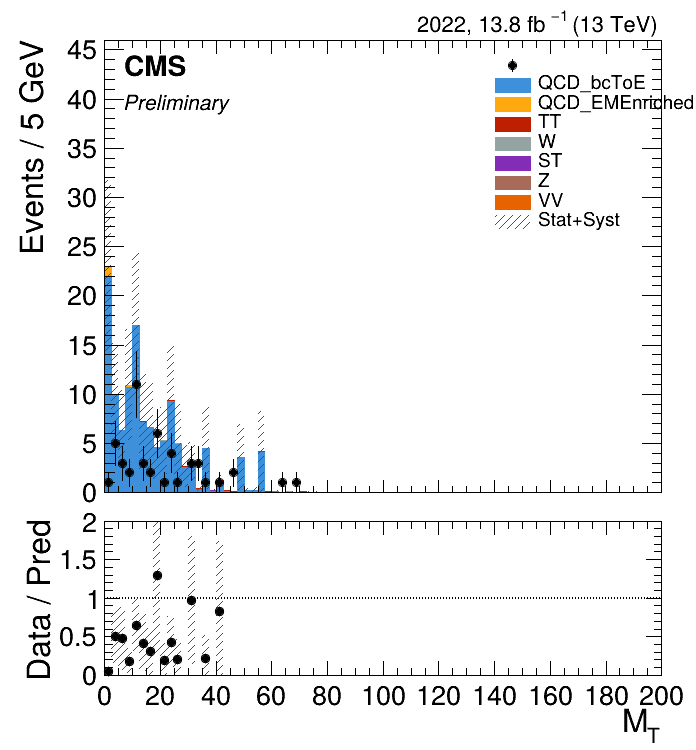 2022, 13.8 fb⁻¹ (13 TeV)
CMS
Preliminary
QCD_bcToE
QCD_EMEnriched
TT
W
ST
Z
VV
Stat+Syst
Events / 5 GeV
45
40
35
30
25
20
15
10
5
0
Data / Pred
2
1.5
1
0.5
0
0 20 40 60 80 100 120 140 160 180 200
M_T